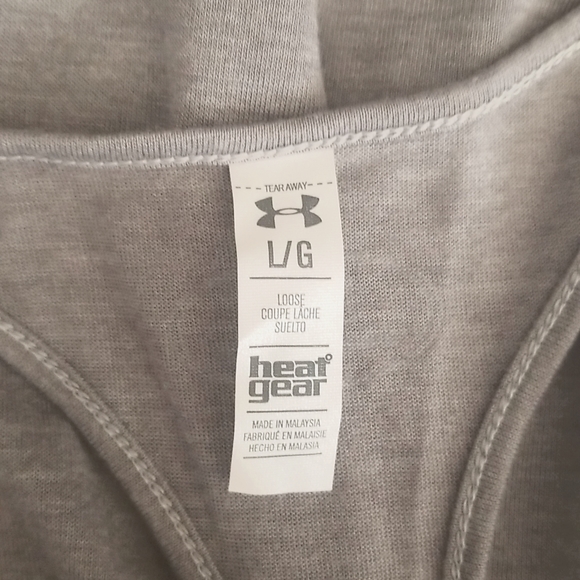 TEAR AWAY
L/G
LOOSE
COUPE LÂCHE
SUELTO
heat
gear
MADE IN MALAYSIA
FABRIQUÉ EN MALAISIE
HECHO EN MALASIA